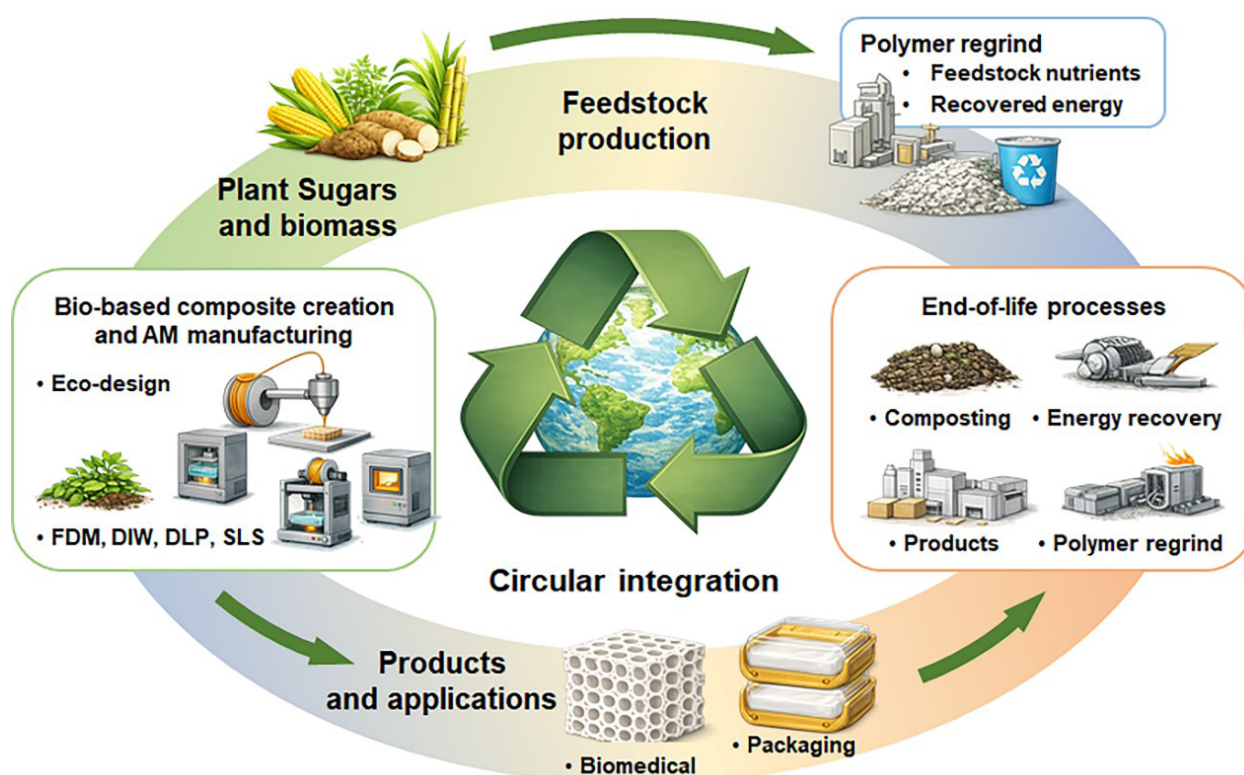 Polymer regrind
• Feedstock nutrients
• Recovered energy
Feedstock
production
Plant Sugars
and biomass
Bio-based composite creation
and AM manufacturing
• Eco-design
• FDM, DIW, DLP, SLS
End-of-life processes
• Composting
• Energy recovery
• Products
• Polymer regrind
Circular integration
Products
and applications
• Biomedical
• Packaging